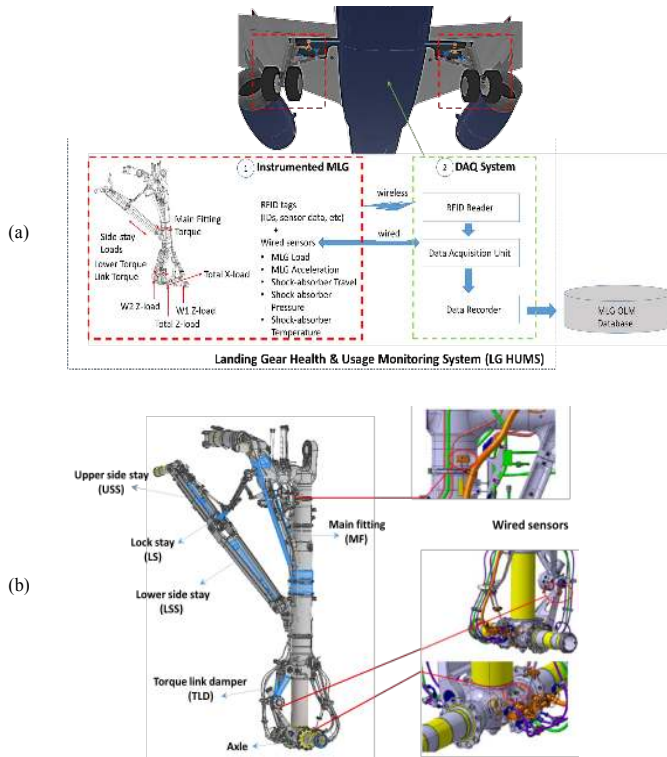 (a)
1 Instrumented MLG
2 DAQ System
RFID tags
(IDs, sensor data, etc)
+
Wired sensors
• MLG Load
• MLG Acceleration
• Shock-absorber Travel
• Shock absorber
Pressure
• Shock-absorber
Temperature
wireless
wired
Main Fitting
Torque
Side stay
Loads
Lower Torque
Link Torque
Total X-load
W2 Z-load
W1 Z-load
Total Z-load
RFID Reader
Data Acquisition Unit
Data Recorder
MLG OLM
Database
Landing Gear Health & Usage Monitoring System (LG HUMS)
(b)
Upper side stay
(USS)
Lock stay
(LS)
Lower side stay
(LSS)
Main fitting
(MF)
Torque link damper
(TLD)
Axle
Wired sensors